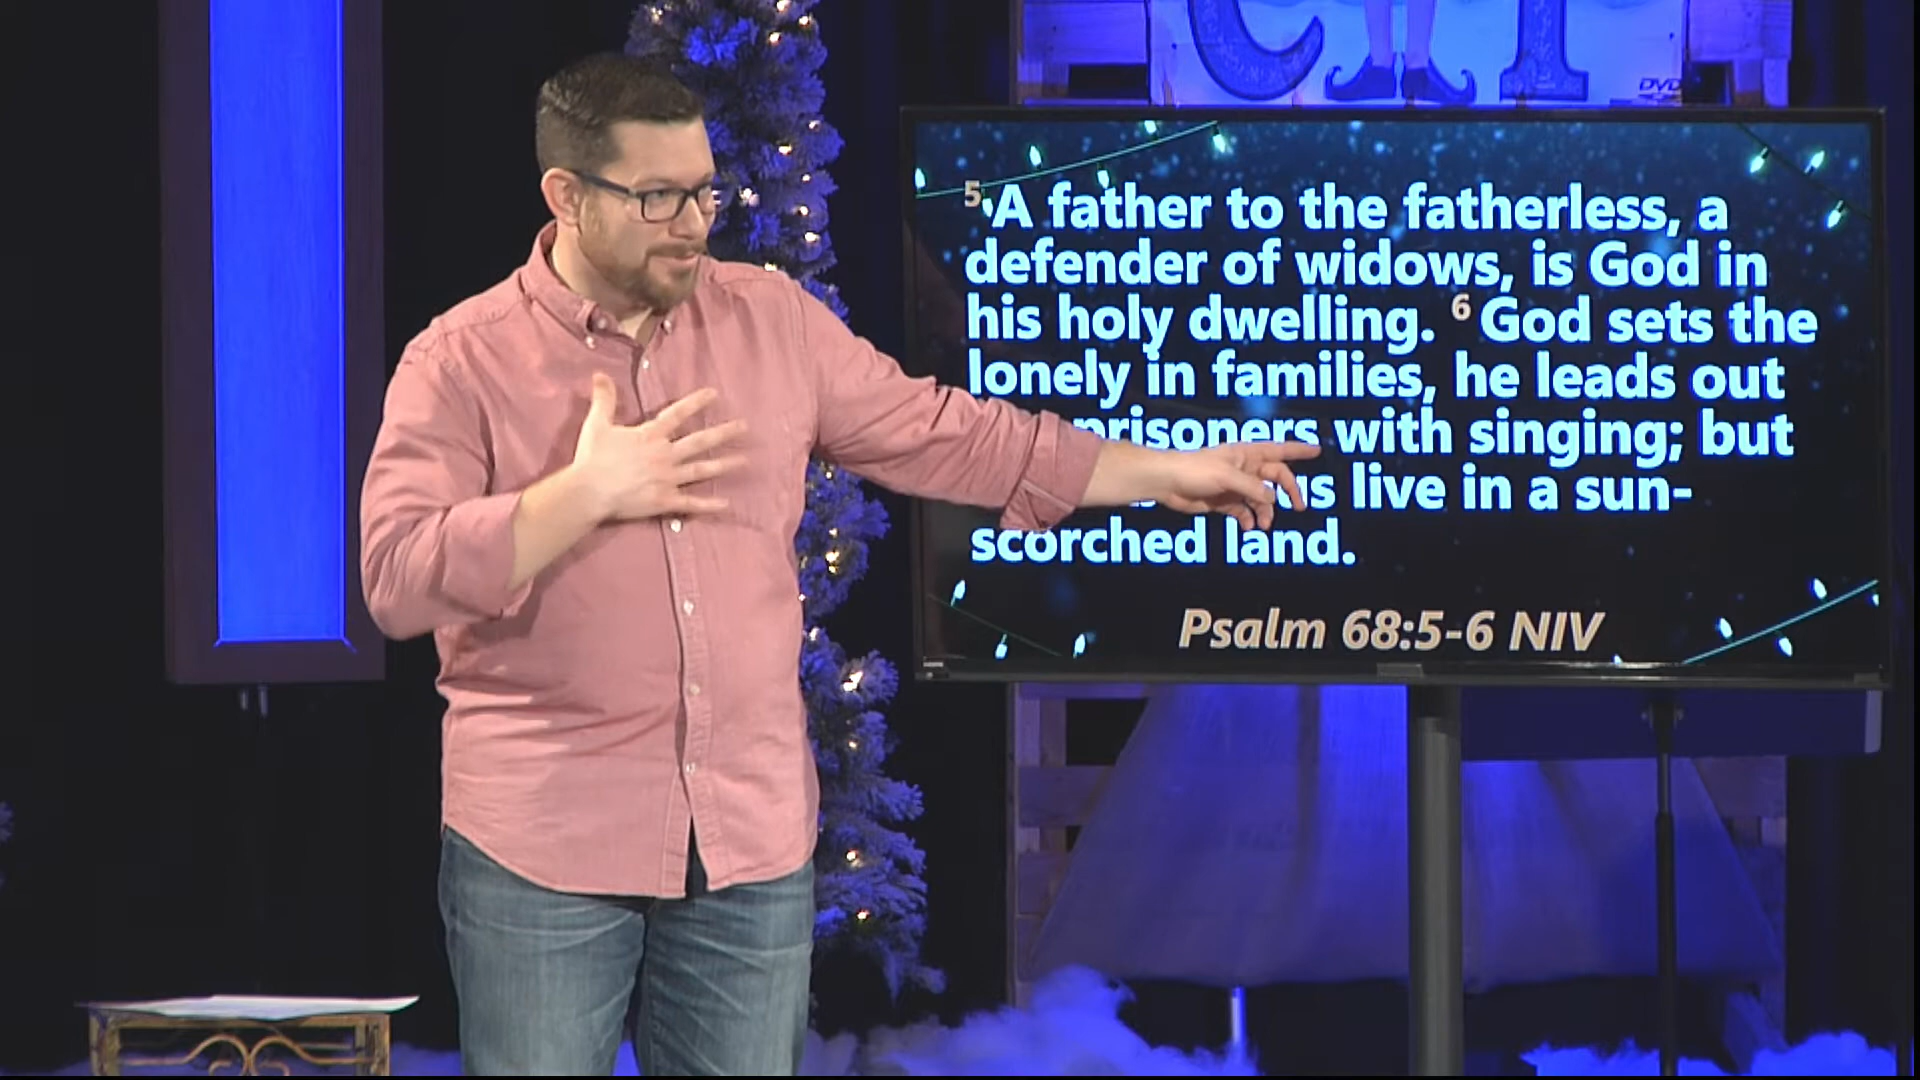 elf
DVD
5 A father to the fatherless, a
defender of widows, is God in
his holy dwelling. 6 God sets the
lonely in families, he leads out
prisoners with singing; but
live in a sun-
scorched land.
Psalm 68:5-6 NIV